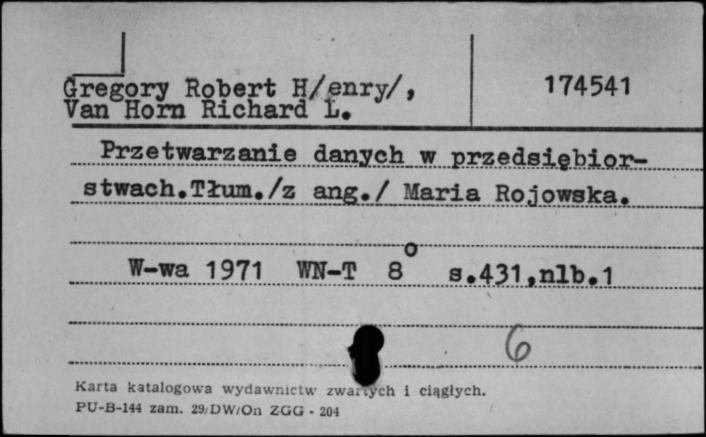 Gregory Robert H/enry/, 174541
Van Horn Richard L.
Przetwarzanie danych w przedsiębior-
stwach.Tłum./z ang./ Maria Rojowska.
W-wa 1971 WN-T 8° s.431,nlb.1
6
Karta katalogowa wydawnictw zwartych i ciągłych.
PU-B-144 zam. 29/DW/On ZGG - 204